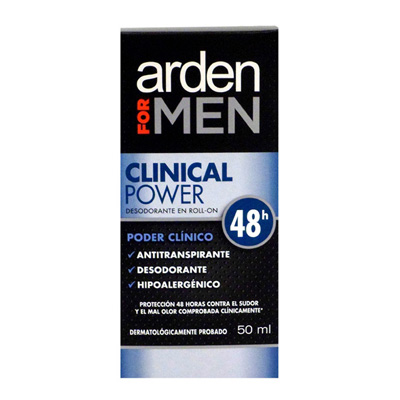 arden
FOR MEN
CLINICAL
POWER
DESODORANTE EN ROLL-ON
48h
PODER CLÍNICO
✓ ANTITRANSPIRANTE
✓ DESODORANTE
✓ HIPOALERGÉNICO
PROTECCIÓN 48 HORAS CONTRA EL SUDOR
Y EL MAL OLOR COMPROBADA CLÍNICAMENTE*
DERMATOLÓGICAMENTE PROBADO 50 ml